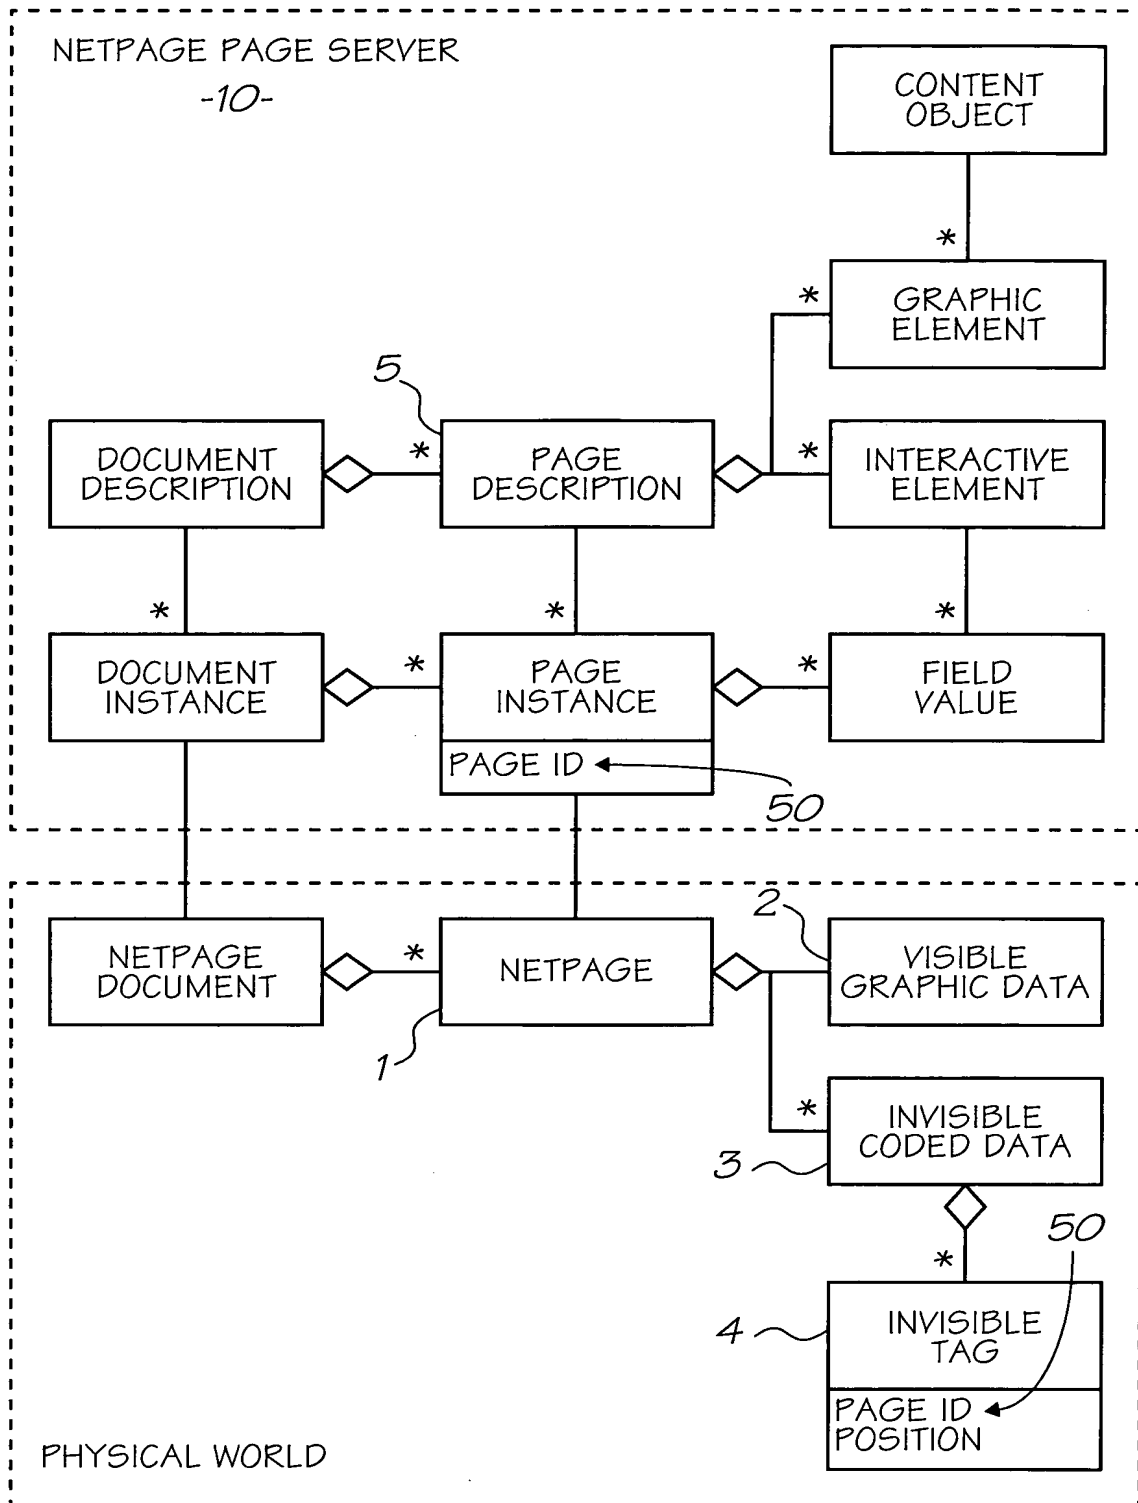 NETPAGE PAGE SERVER
-10-
CONTENT
OBJECT
*
*
GRAPHIC
ELEMENT
5
DOCUMENT
DESCRIPTION
*
PAGE
DESCRIPTION
*
INTERACTIVE
ELEMENT
*
*
*
DOCUMENT
INSTANCE
*
PAGE
INSTANCE
*
FIELD
VALUE
PAGE ID
50
2
NETPAGE
DOCUMENT
*
NETPAGE
VISIBLE
GRAPHIC DATA
1
*
INVISIBLE
CODED DATA
3
50
*
4
INVISIBLE
TAG
PAGE ID
POSITION
PHYSICAL WORLD